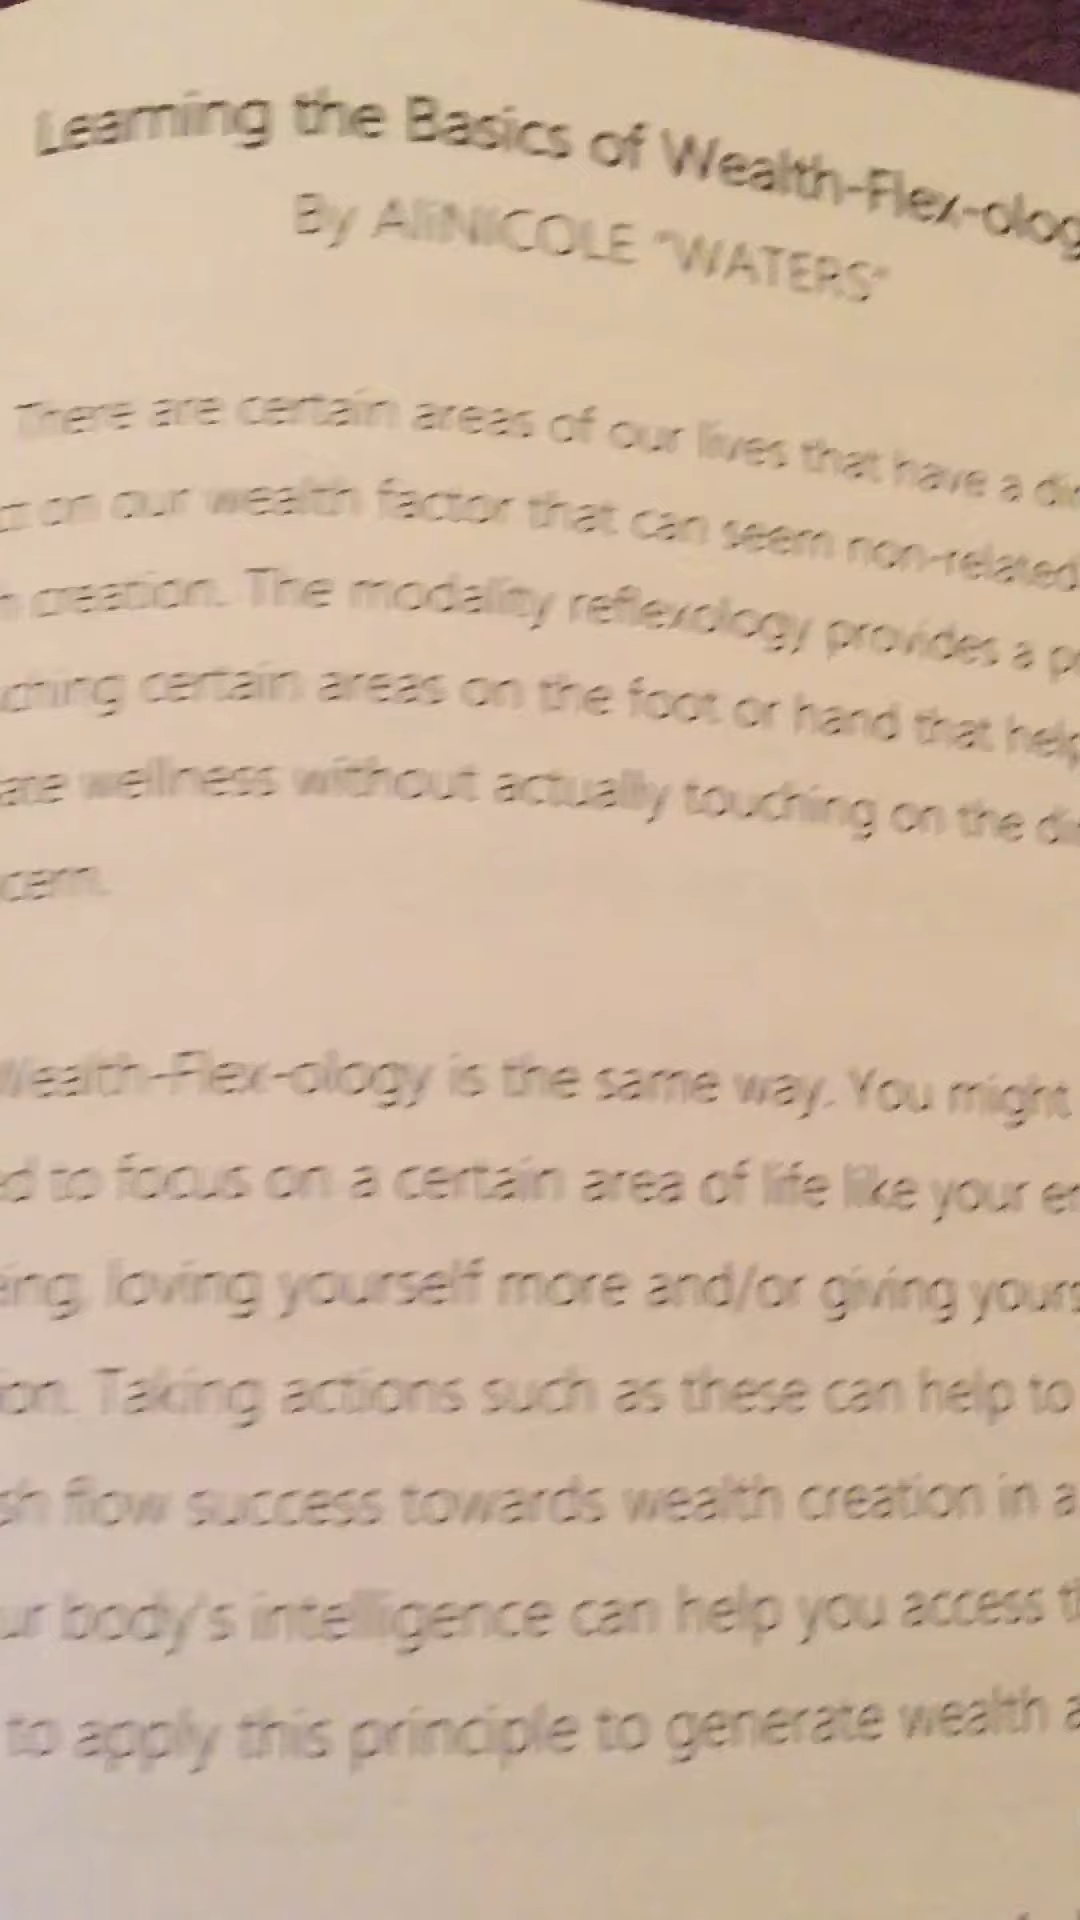 Learning the Basics of Wealth-Flex-olog
By AliNICOLE "WATERS"
There are certain areas of our lives that have a
on our wealth factor that can seem non-related
creation. The modality reflexology provides a
certain areas on the foot or hand that help
wellness without actually touching on the

Wealth-Flex-ology is the same way. You might
to focus on a certain area of life like your
loving yourself more and/or giving
Taking actions such as these can help to
flow success towards wealth creation in a
body's intelligence can help you access
to apply this principle to generate wealth